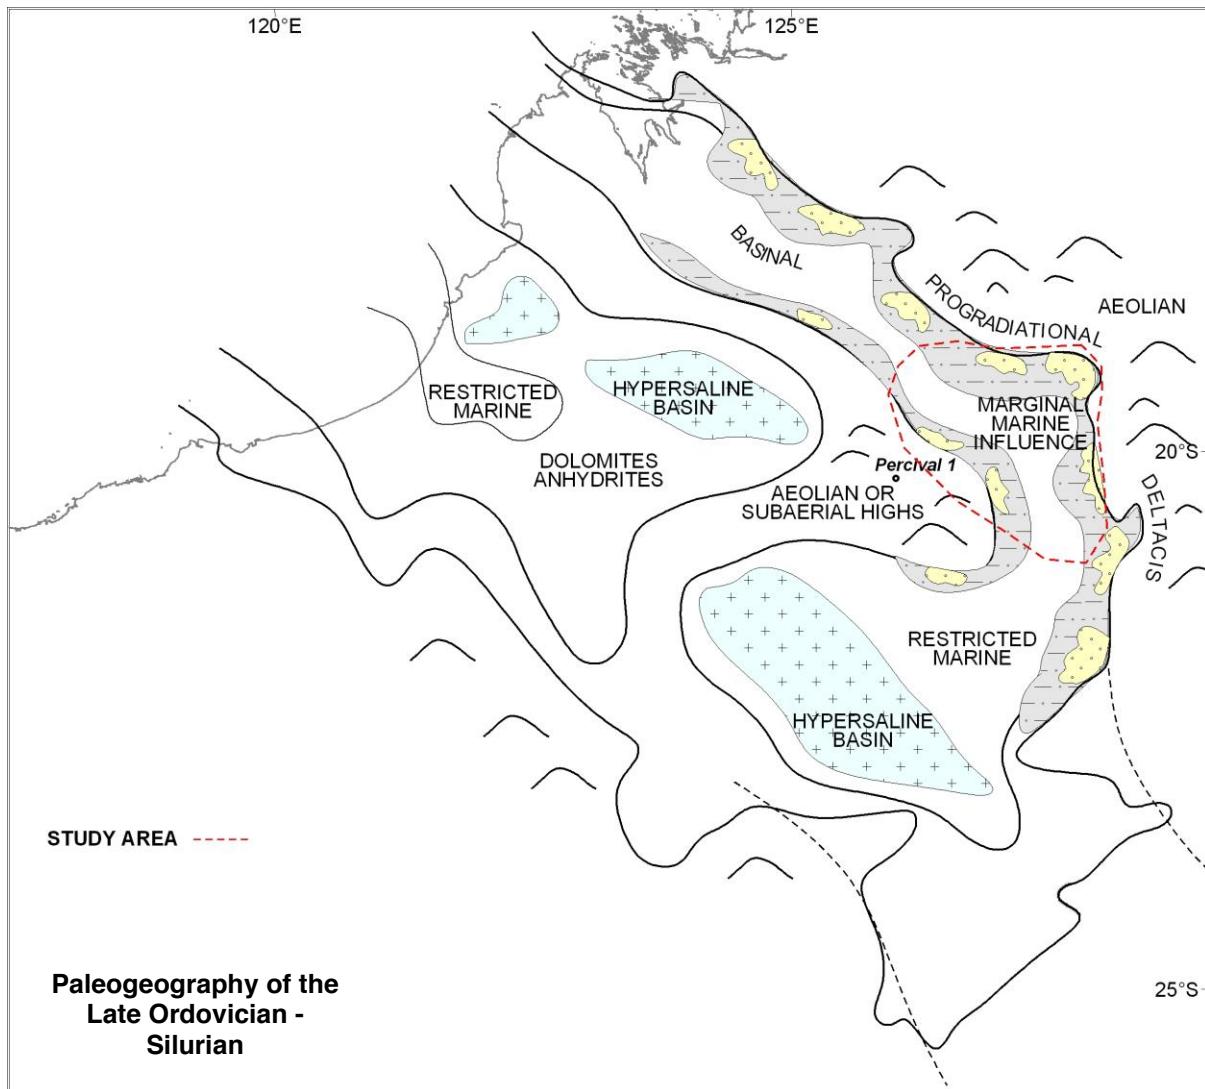 120°E
125°E
BASINAL
PROGRADIATIONAL
AEOLIAN
RESTRICTED
MARINE
HYPERSALINE
BASIN
MARGINAL
MARINE
INFLUENCE
20°S
DOLOMITES
ANHYDRITES
Percival 1
AEOLIAN OR
SUBAERIAL HIGHS
DELTACIS
RESTRICTED
MARINE
HYPERSALINE
BASIN
STUDY AREA
25°S
Paleogeography of the
Late Ordovician -
Silurian